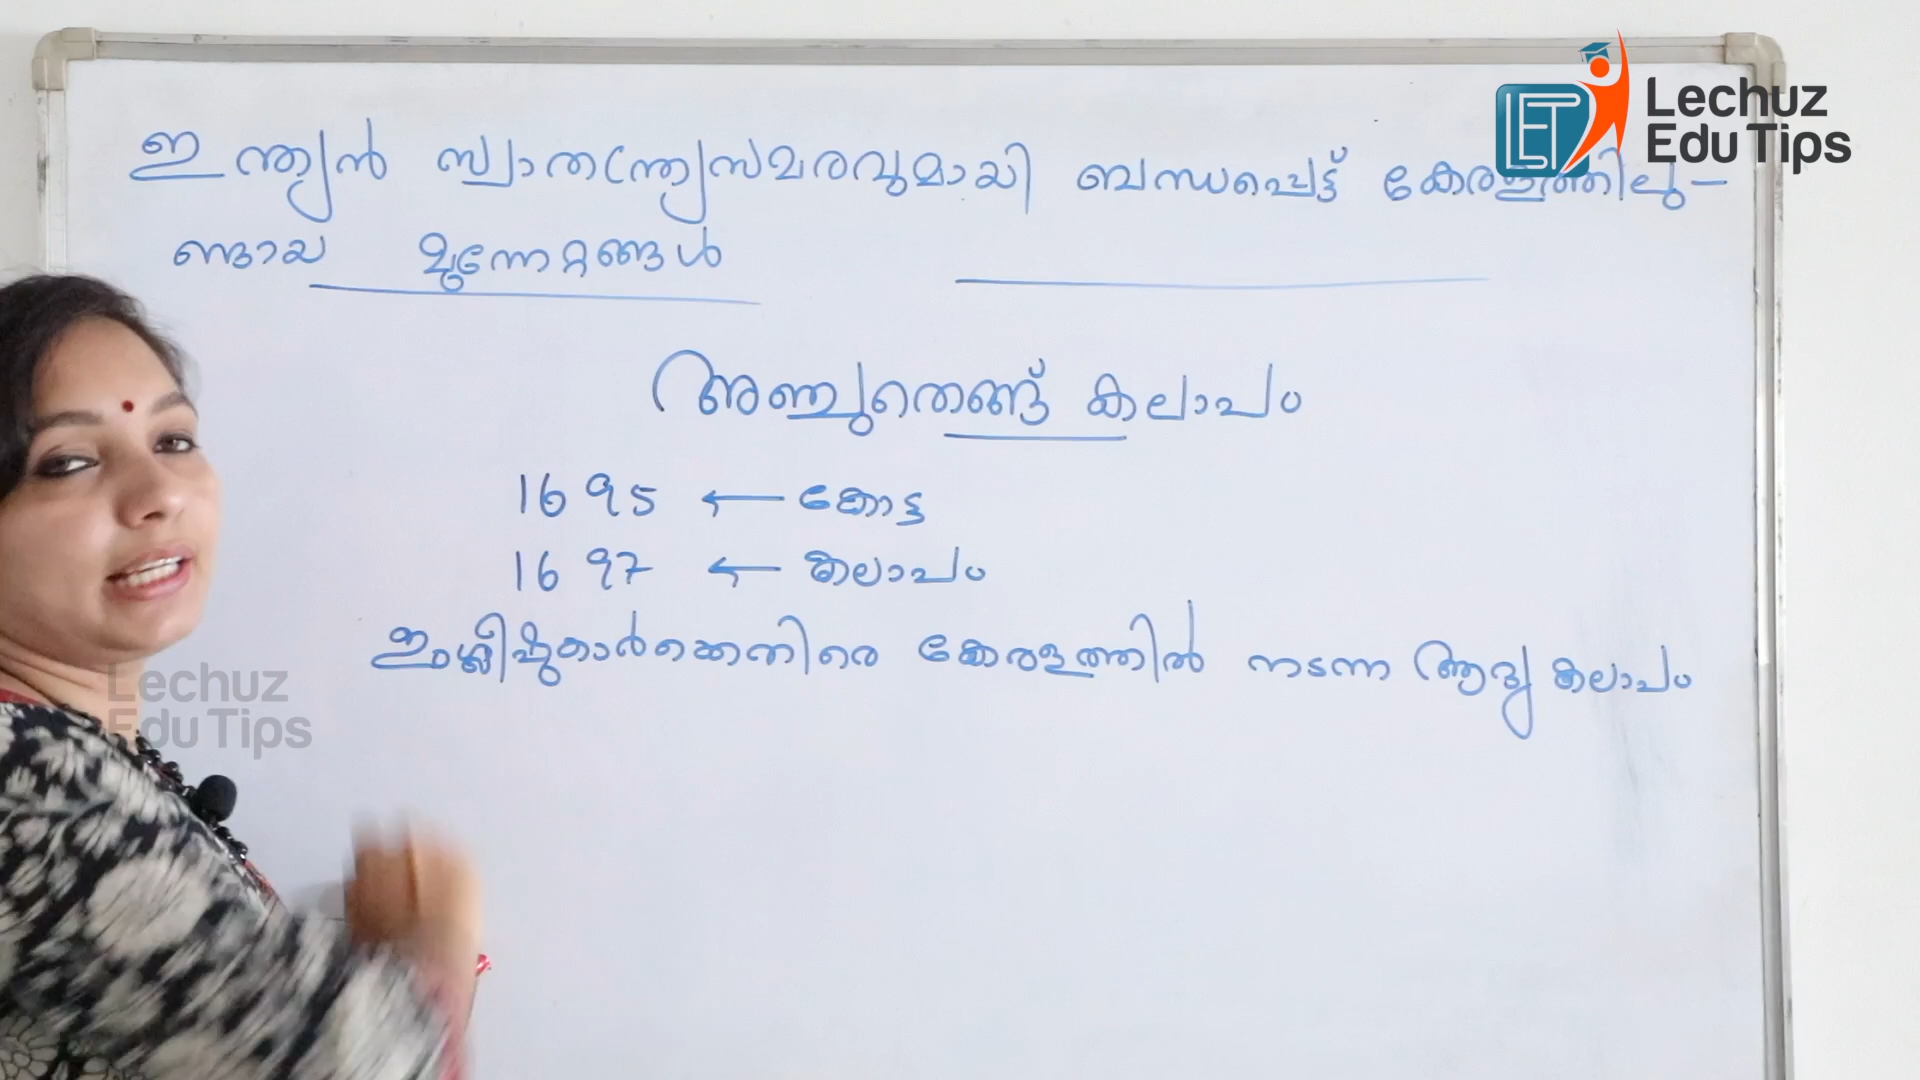 Lechuz
Edu Tips
ഇന്ത്യൻ സ്വാതന്ത്ര്യസമരവുമായി ബന്ധപ്പെട്ട് കേരളത്തിലു-
ണ്ടായ മുന്നേറ്റങ്ങൾ
അഞ്ചുതെങ്ങ് കലാപം
1695 ← കോട്ട
1697 ← കലാപം
ഇംഗ്ലീഷുകാർക്കെതിരെ കേരളത്തിൽ നടന്ന ആദ്യ കലാപം
Lechuz
Edu Tips